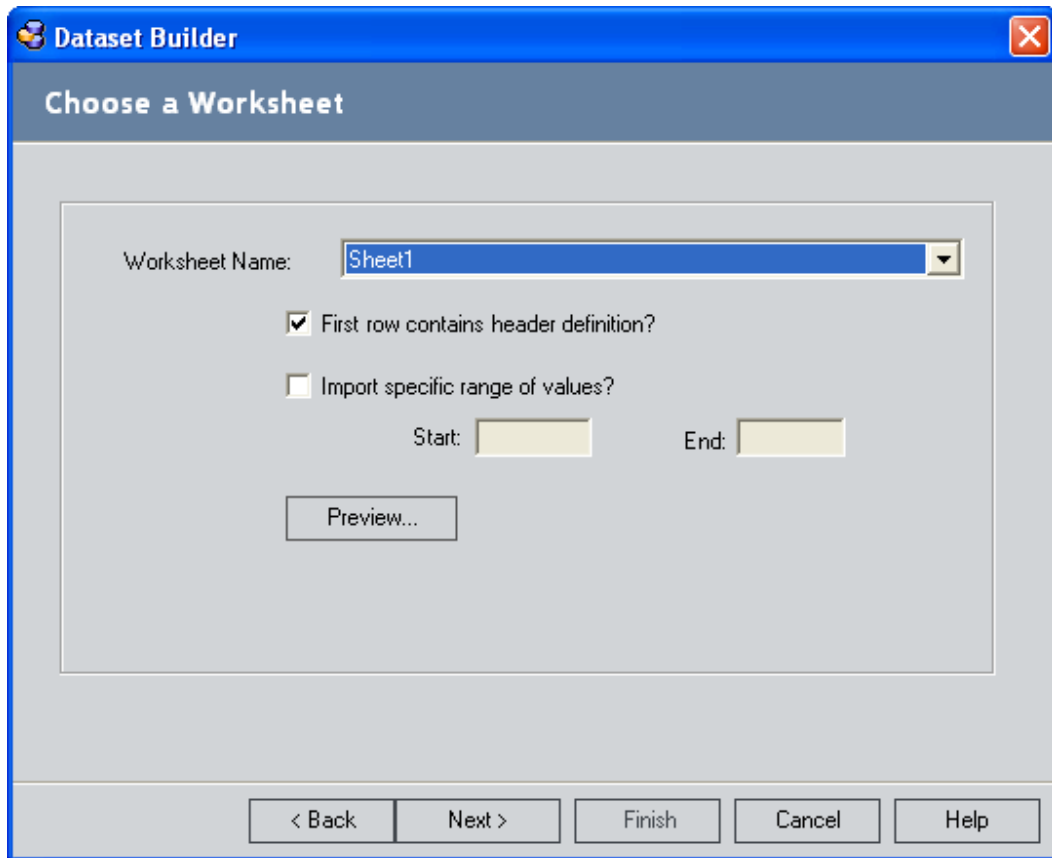 Dataset Builder
Choose a Worksheet
Worksheet Name: Sheet1
First row contains header definition?
Import specific range of values?
Start: End:
Preview...
< Back Next > Finish Cancel Help